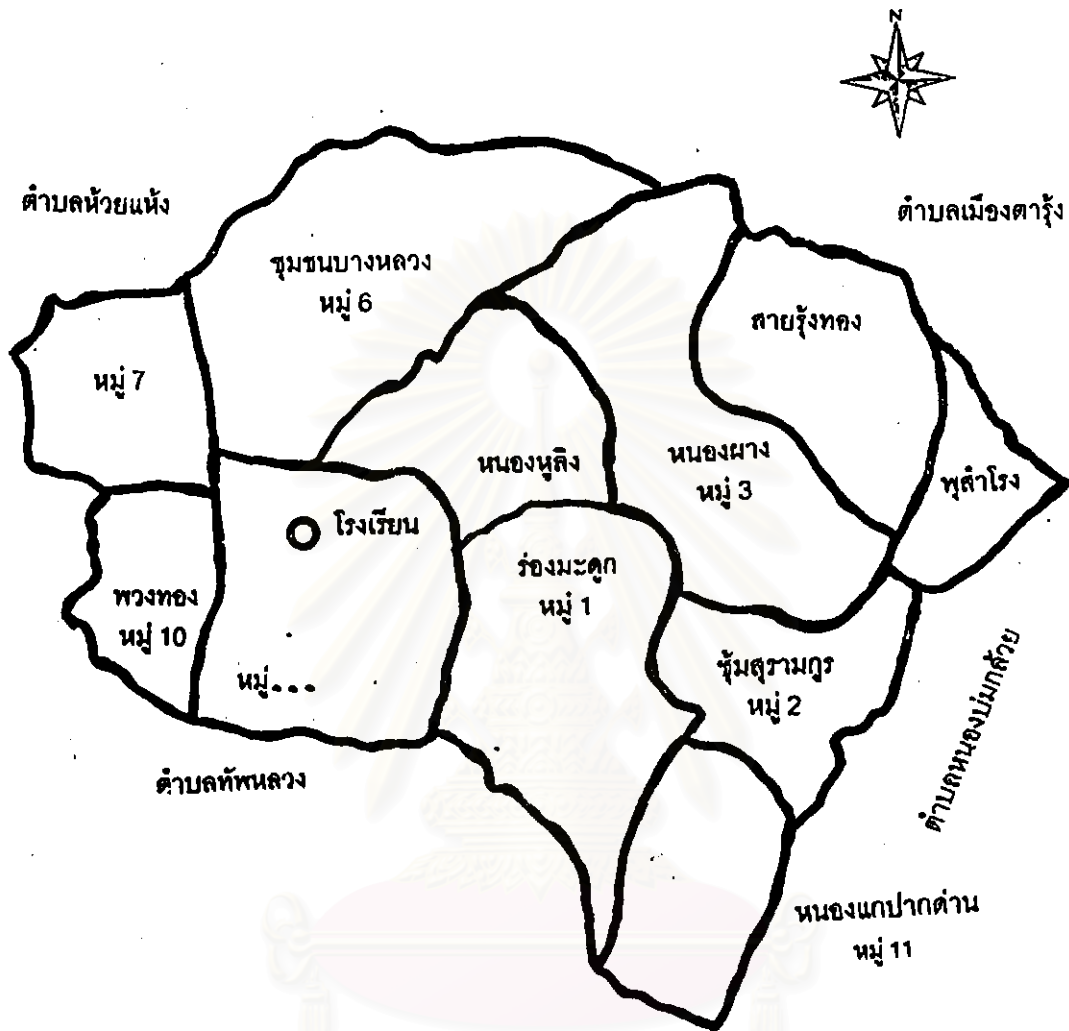 N
ตำบลห้วยแห้ง
ตำบลเมืองตารุ้ง
ชุมชนบางหลวง
หมู่ 6
สายรุ้งทอง
หมู่ 7
หนองหูลิง
หนองผาง
หมู่ 3
พุสำโรง
โรงเรียน
ร่องมะดูก
หมู่ 1
พวงทอง
หมู่ 10
หมู่...
ซุ้มสุรามกูร
หมู่ 2
ตำบลทัพหลวง
ตำบลหนองบ่มกล้วย
หนองแกปากด่าน
หมู่ 11